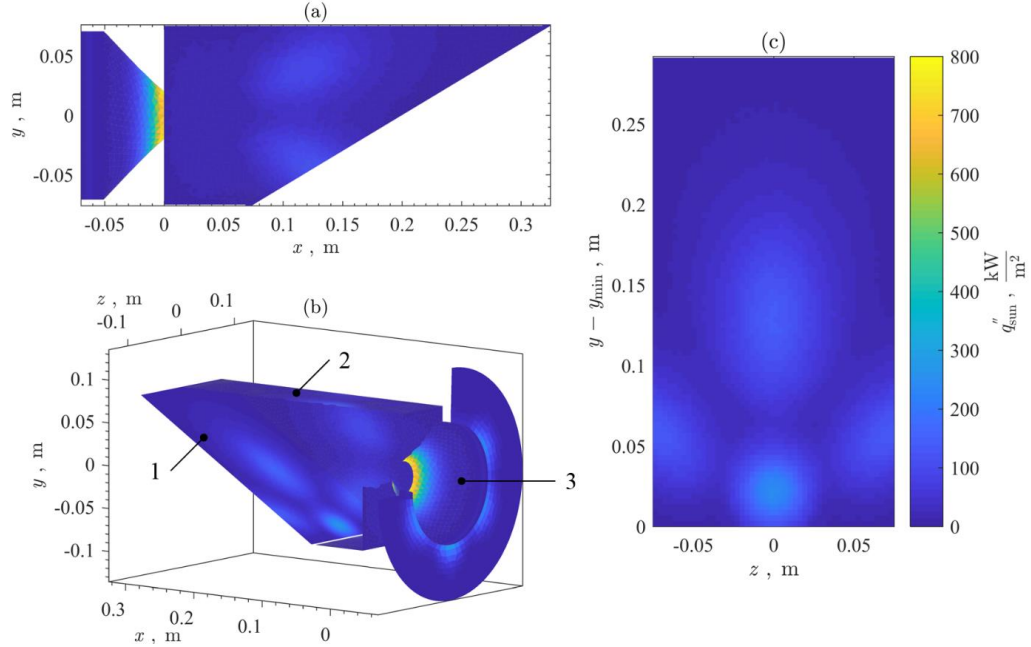 (a)
0.05
0
-0.05
y , m
-0.05 0 0.05 0.1 0.15 0.2 0.25 0.3
x , m
(b)
z , m
-0.1 0 0.1
0.1
0.05
0
-0.05
-0.1
y , m
0.3 0.2 0.1 0
x , m
1
2
3
(c)
0.25
0.2
0.15
0.1
0.05
0
y − y_min , m
-0.05 0 0.05
z , m
800
700
600
500
400
300
200
100
0
q″_sun , kW/m²